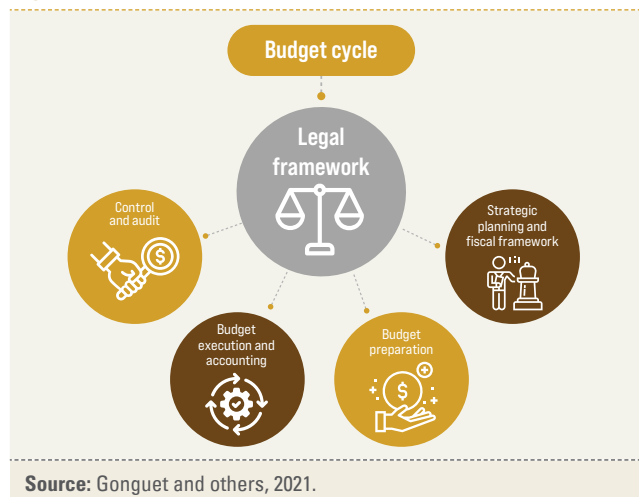 Budget cycle
Legal
framework
Control
and audit
Strategic
planning and
fiscal framework
Budget
execution and
accounting
Budget
preparation
Source: Gonguet and others, 2021.